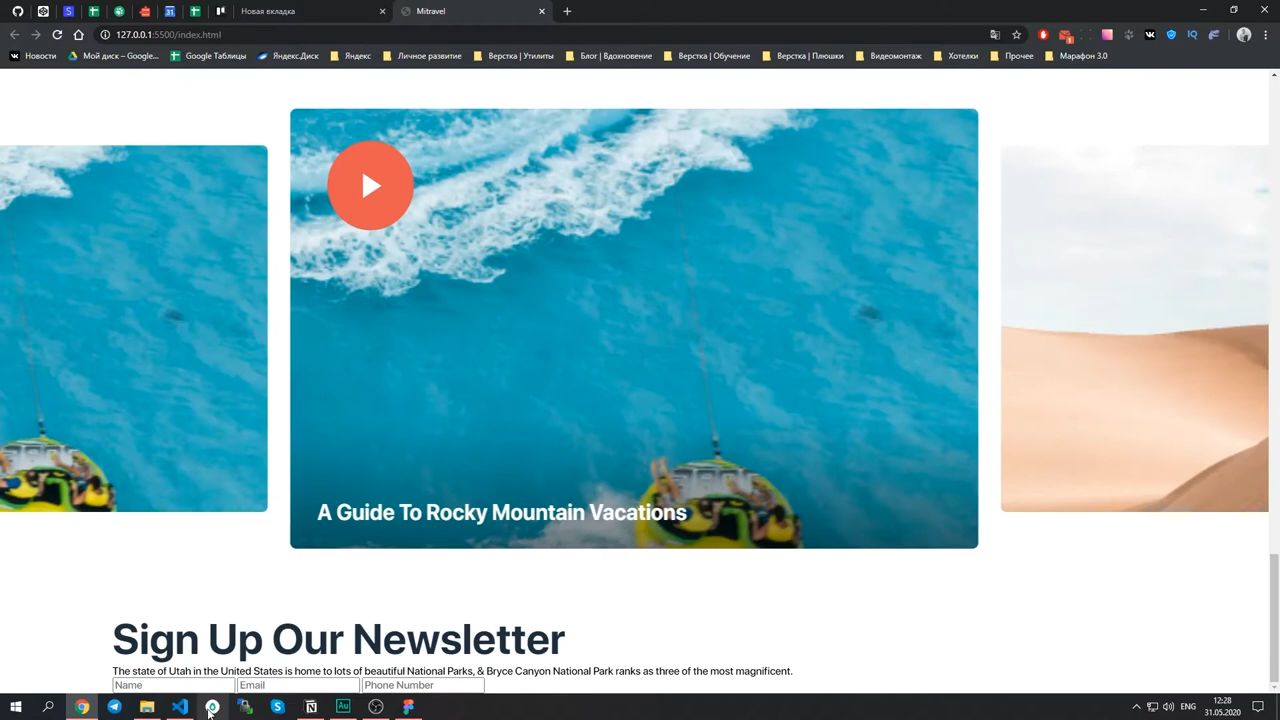 Новая вкладка
Mitravel
127.0.0.1:5500/index.html
Новости
Мой диск – Google...
Google Таблицы
Яндекс.Диск
Яндекс
Личное развитие
Верстка | Утилиты
Блог | Вдохновение
Верстка | Обучение
Верстка | Плюшки
Видеомонтаж
Хотелки
Прочее
Марафон 3.0
A Guide To Rocky Mountain Vacations
Sign Up Our Newsletter
The state of Utah in the United States is home to lots of beautiful National Parks, & Bryce Canyon National Park ranks as three of the most magnificent.
Name
Email
Phone Number
ENG
12:28
31.05.2020